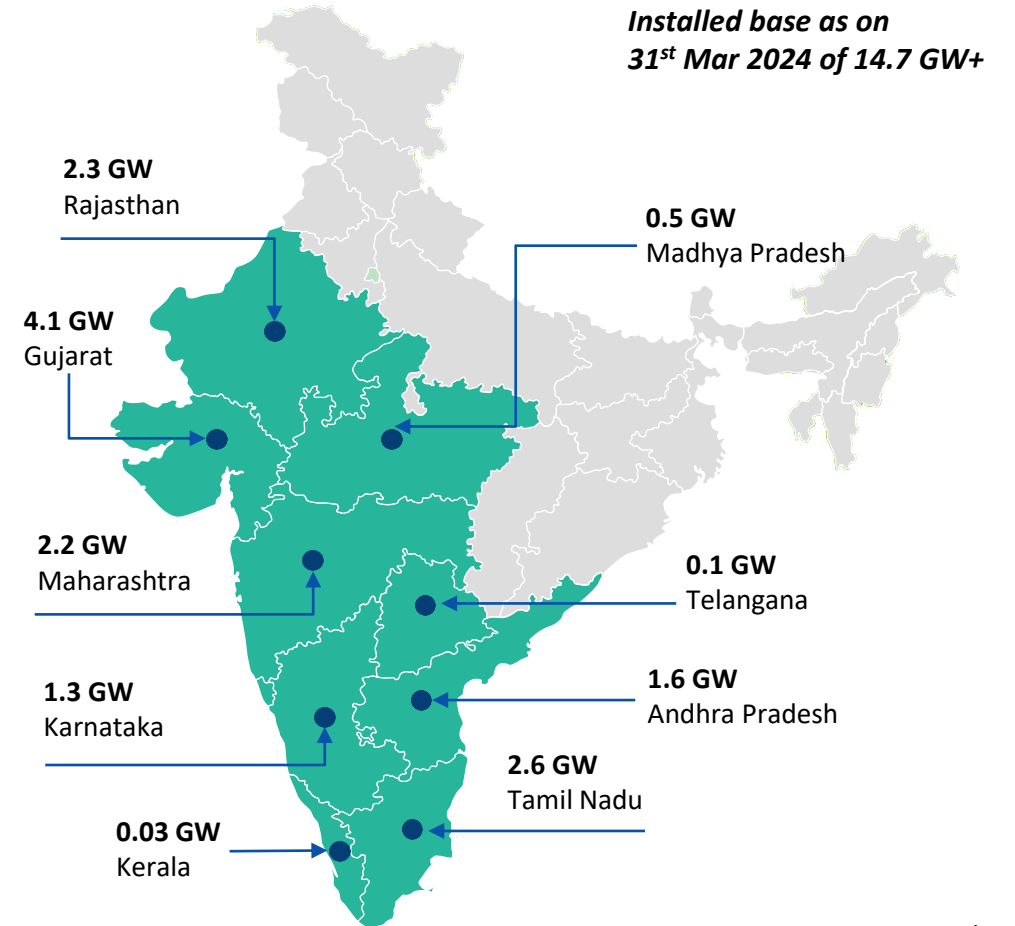 Installed base as on
31st Mar 2024 of 14.7 GW+
2.3 GW
Rajasthan
0.5 GW
Madhya Pradesh
4.1 GW
Gujarat
2.2 GW
Maharashtra
0.1 GW
Telangana
1.3 GW
Karnataka
1.6 GW
Andhra Pradesh
2.6 GW
Tamil Nadu
0.03 GW
Kerala